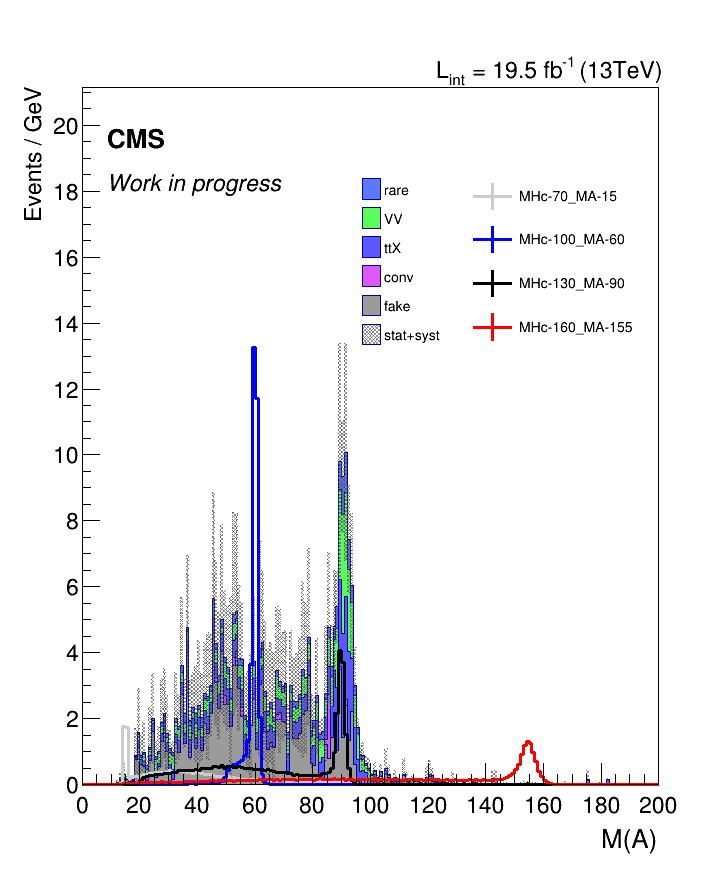 L_int = 19.5 fb^-1 (13TeV)
Events / GeV
CMS
Work in progress
rare
VV
ttX
conv
fake
stat+syst
MHc-70_MA-15
MHc-100_MA-60
MHc-130_MA-90
MHc-160_MA-155
20
18
16
14
12
10
8
6
4
2
0
0 20 40 60 80 100 120 140 160 180 200
M(A)